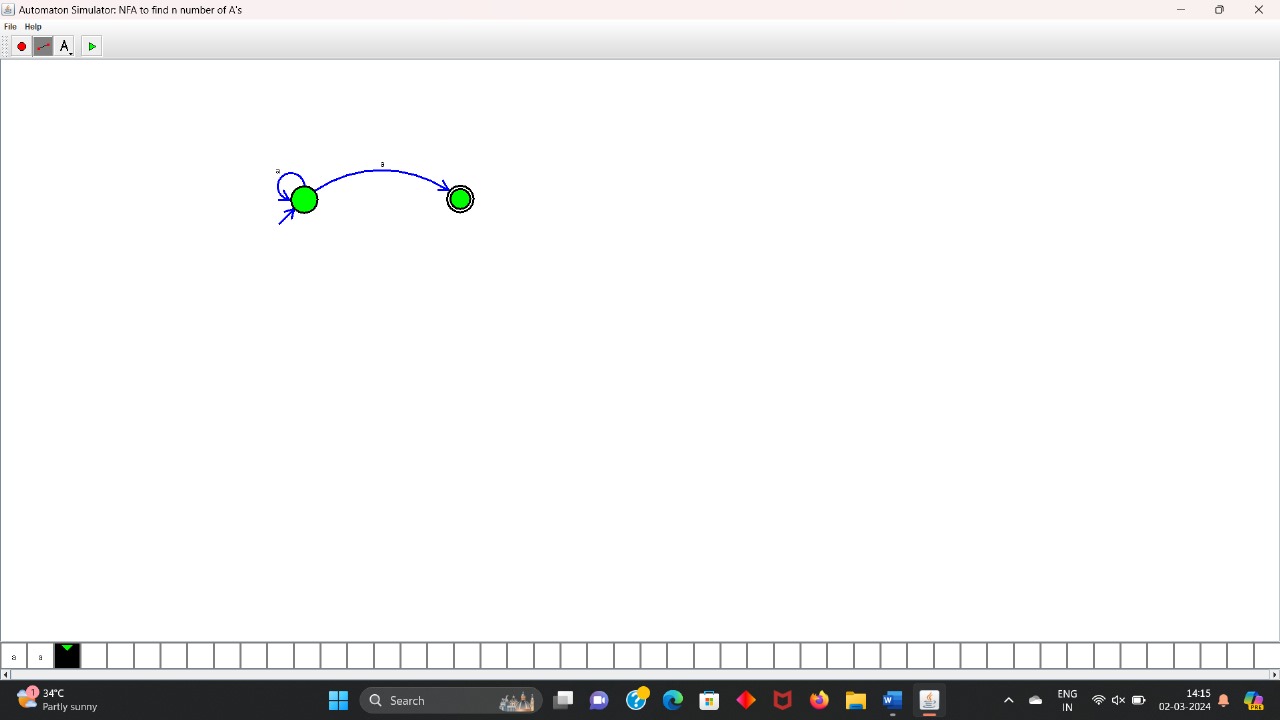 Automaton Simulator: NFA to find n number of A's
File Help
A
a
a
a a
1
34°C
Partly sunny
Search
ENG
IN
14:15
02-03-2024
PRE